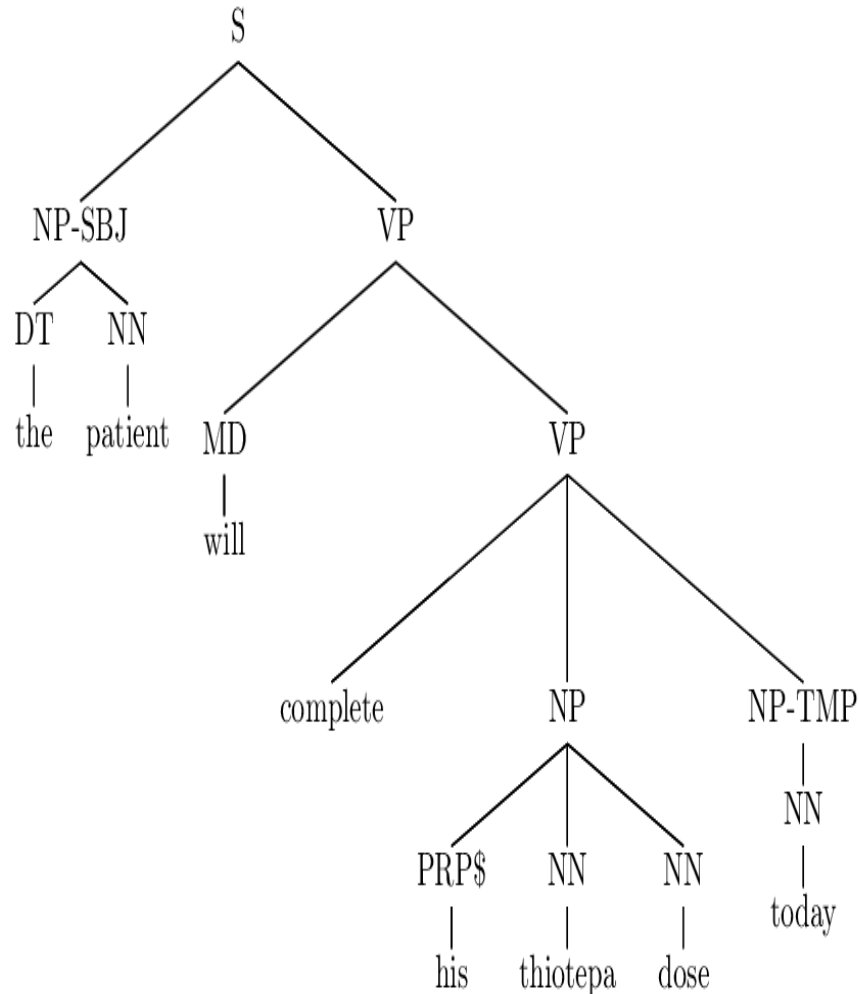 S
NP-SBJ VP
DT NN
the patient MD VP
will
complete NP NP-TMP
NN
PRP$ NN NN
today
his thiotepa dose